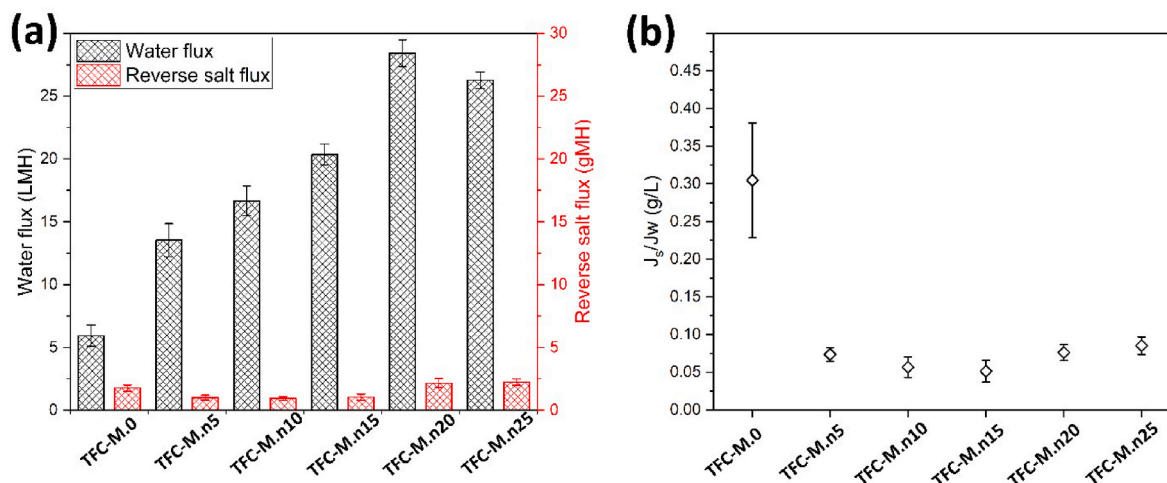 (a)
Water flux
Reverse salt flux
Water flux (LMH)
0
5
10
15
20
25
Reverse salt flux (gMH)
0
5
10
15
20
25
30
TFC-M.0
TFC-M.n5
TFC-M.n10
TFC-M.n15
TFC-M.n20
TFC-M.n25
(b)
Js/Jw (g/L)
0.45
0.40
0.35
0.30
0.25
0.20
0.15
0.10
0.05
0.00
TFC-M.0
TFC-M.n5
TFC-M.n10
TFC-M.n15
TFC-M.n20
TFC-M.n25